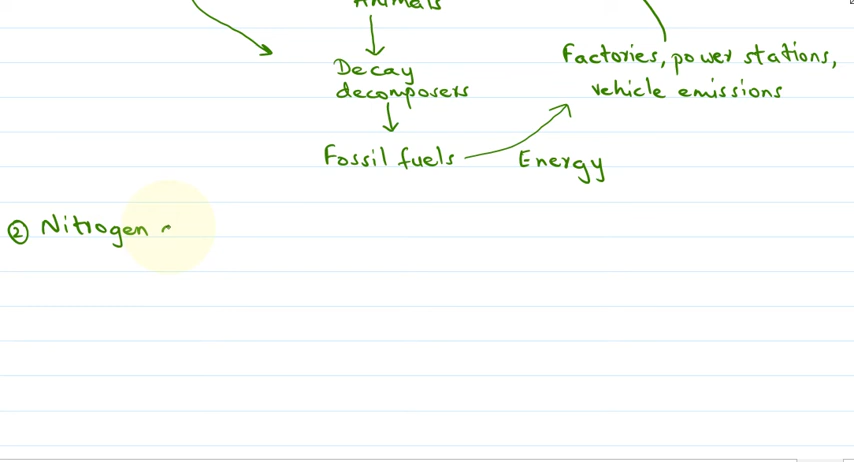 Animals
Factories, power stations,
vehicle emissions
Decay
decomposers
Fossil fuels
Energy
② Nitrogen